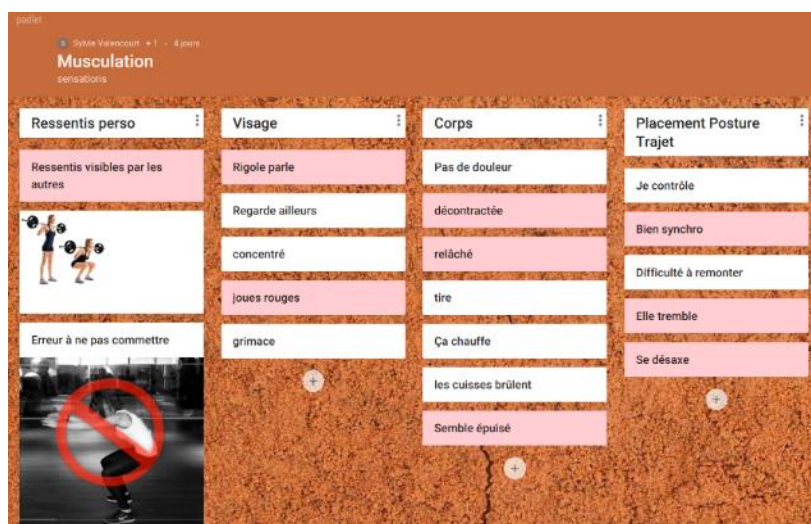 padlet
S Sylvie Valencourt +1 - 4 jours
Musculation
sensations
Ressentis perso
Ressentis visibles par les
autres
Erreur à ne pas commettre
Visage
Rigole parle
Regarde ailleurs
concentré
joues rouges
grimace
Corps
Pas de douleur
décontractée
relâché
tire
Ça chauffe
les cuisses brûlent
Semble épuisé
Placement Posture
Trajet
Je contrôle
Bien synchro
Difficulté à remonter
Elle tremble
Se désaxe